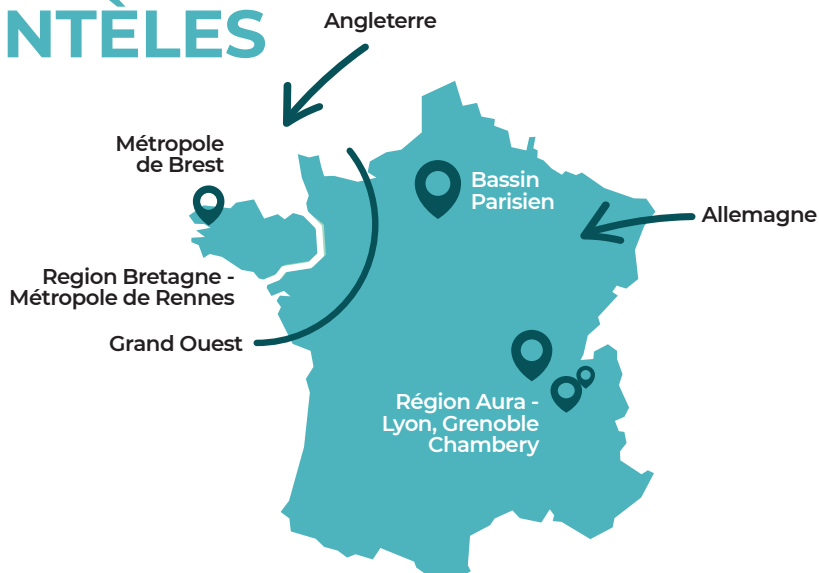 NTÈLES
Angleterre
Métropole
de Brest
Bassin
Parisien
Allemagne
Region Bretagne -
Métropole de Rennes
Grand Ouest
Région Aura -
Lyon, Grenoble
Chambery